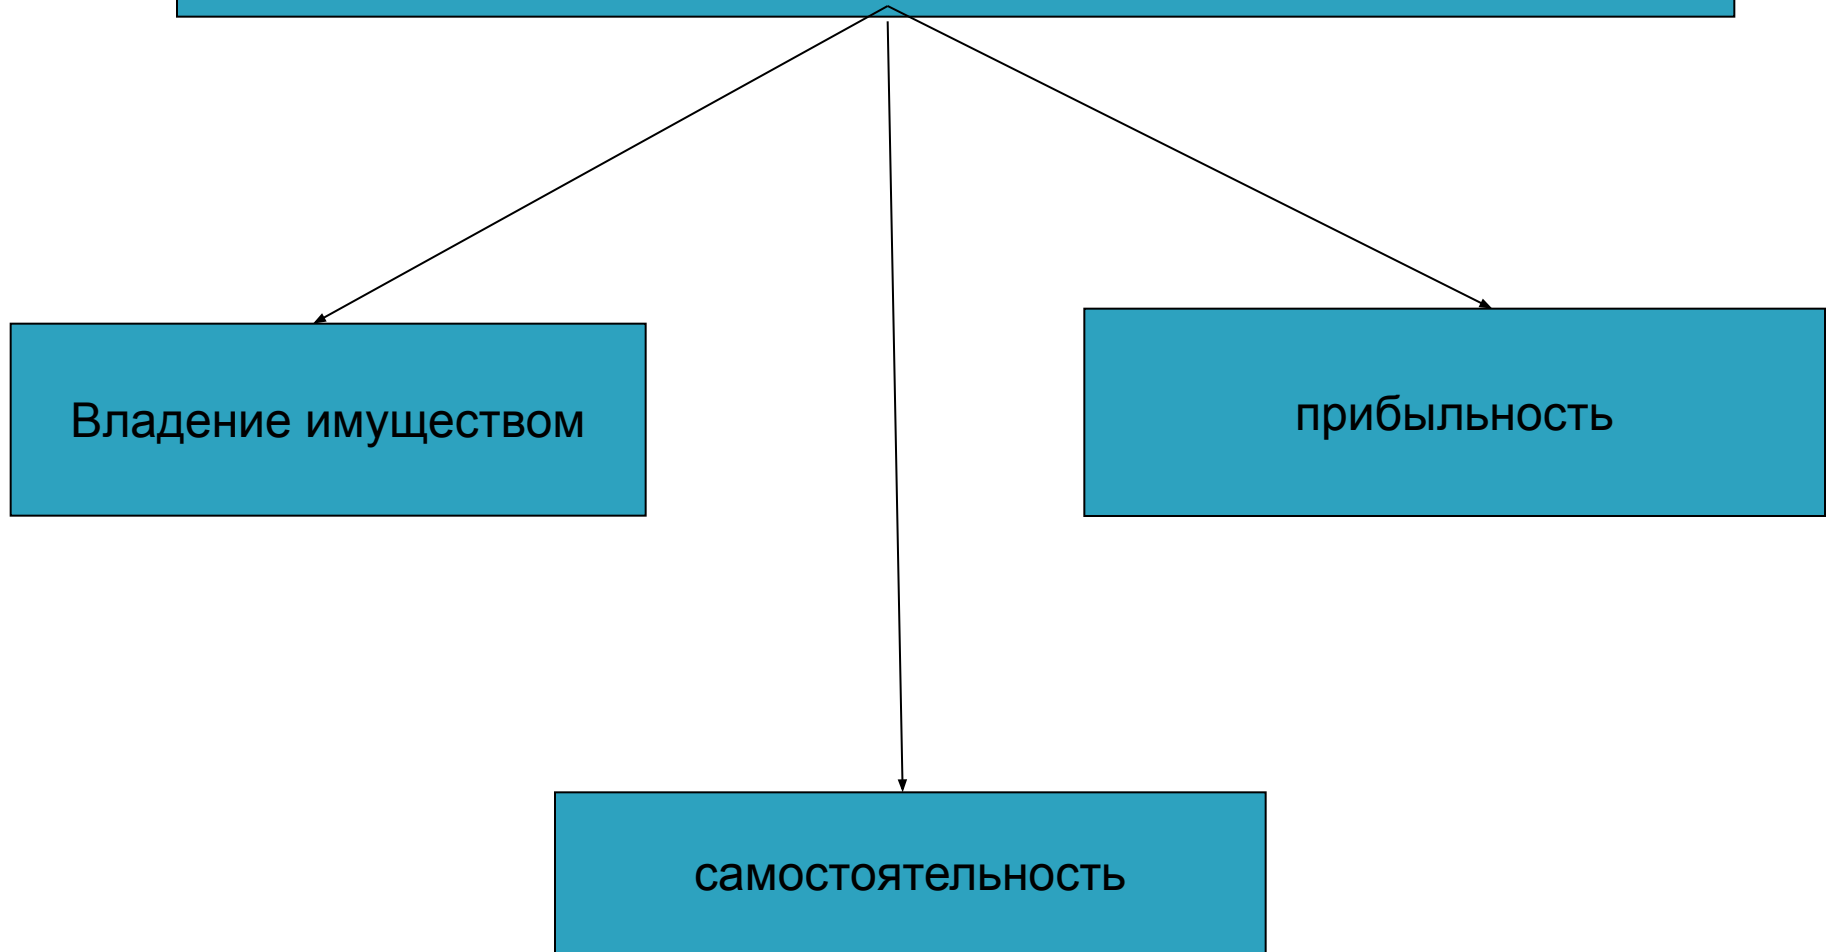 Владение имуществом
прибыльность
самостоятельность